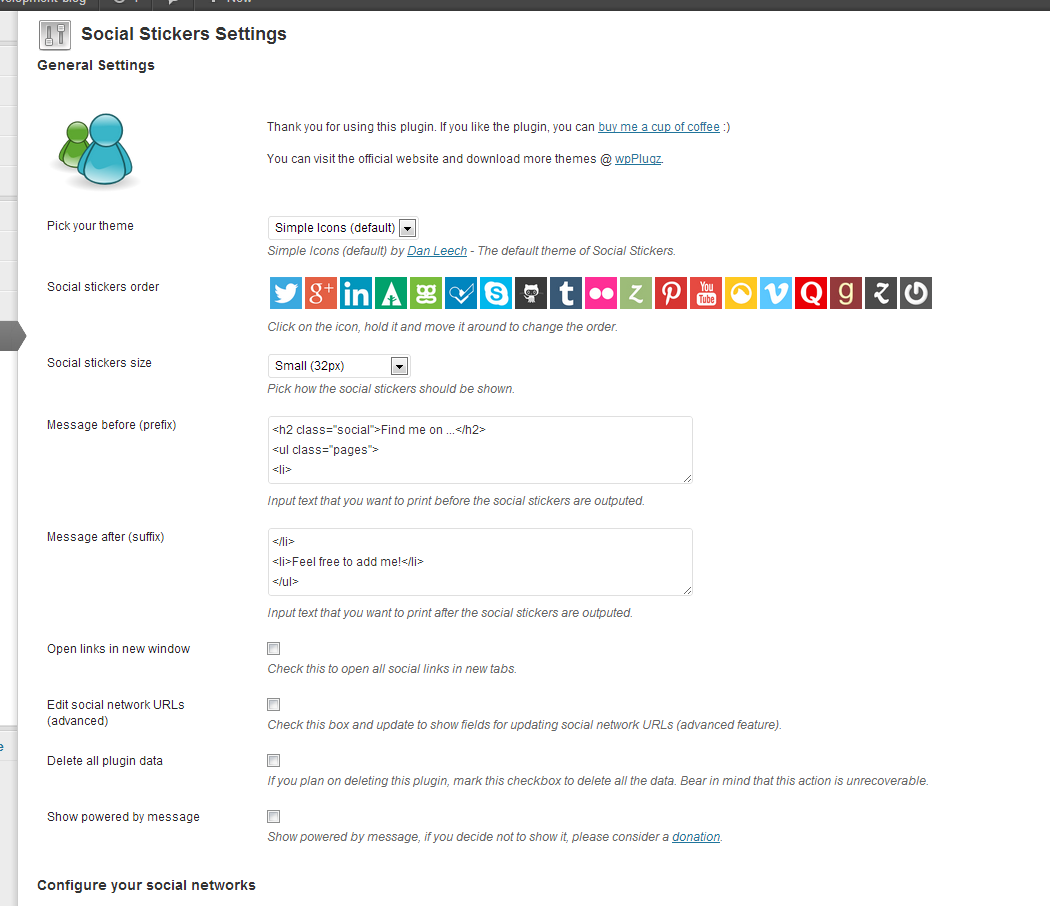 velopment blog
New
Social Stickers Settings
General Settings
Thank you for using this plugin. If you like the plugin, you can buy me a cup of coffee :)
You can visit the official website and download more themes @ wpPlugz.
Pick your theme
Simple Icons (default)
Simple Icons (default) by Dan Leech - The default theme of Social Stickers.
Social stickers order
g+ in S t z P You Tube V Q g z
Click on the icon, hold it and move it around to change the order.
Social stickers size
Small (32px)
Pick how the social stickers should be shown.
Message before (prefix)
<h2 class="social">Find me on ...</h2>
<ul class="pages">
<li>
Input text that you want to print before the social stickers are outputed.
Message after (suffix)
</li>
<li>Feel free to add me!</li>
</ul>
Input text that you want to print after the social stickers are outputed.
Open links in new window
Check this to open all social links in new tabs.
Edit social network URLs
(advanced)
Check this box and update to show fields for updating social network URLs (advanced feature).
Delete all plugin data
If you plan on deleting this plugin, mark this checkbox to delete all the data. Bear in mind that this action is unrecoverable.
Show powered by message
Show powered by message, if you decide not to show it, please consider a donation.
Configure your social networks